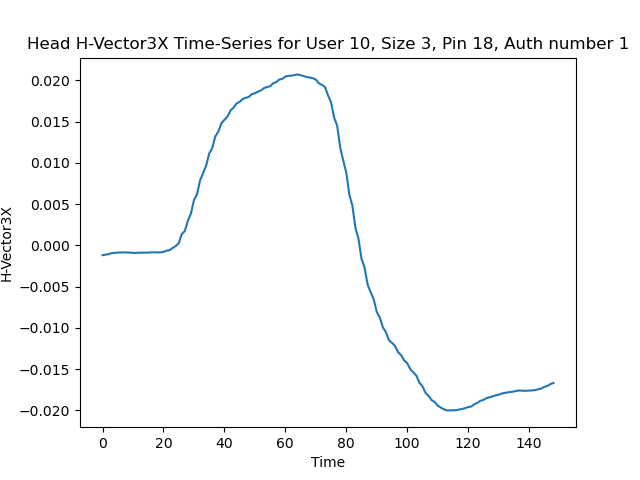 Head H-Vector3X Time-Series for User 10, Size 3, Pin 18, Auth number 1
0.020
0.015
0.010
0.005
0.000
−0.005
−0.010
−0.015
−0.020
H-Vector3X
0 20 40 60 80 100 120 140
Time